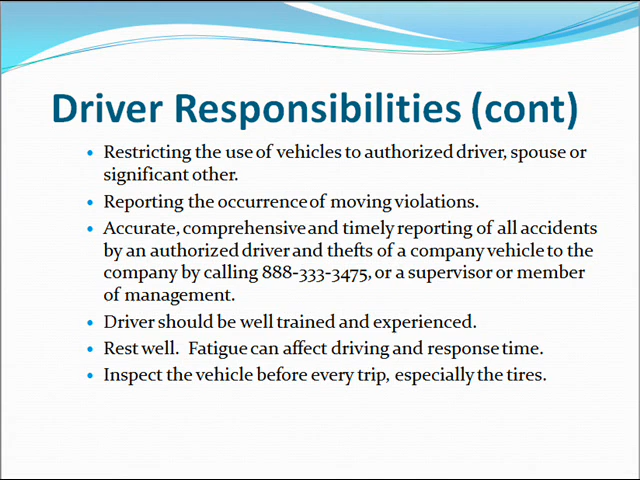 Driver Responsibilities (cont)
• Restricting the use of vehicles to authorized driver, spouse or
significant other.
• Reporting the occurrence of moving violations.
• Accurate, comprehensive and timely reporting of all accidents
by an authorized driver and thefts of a company vehicle to the
company by calling 888-333-3475, or a supervisor or member
of management.
• Driver should be well trained and experienced.
• Rest well.  Fatigue can affect driving and response time.
• Inspect the vehicle before every trip, especially the tires.